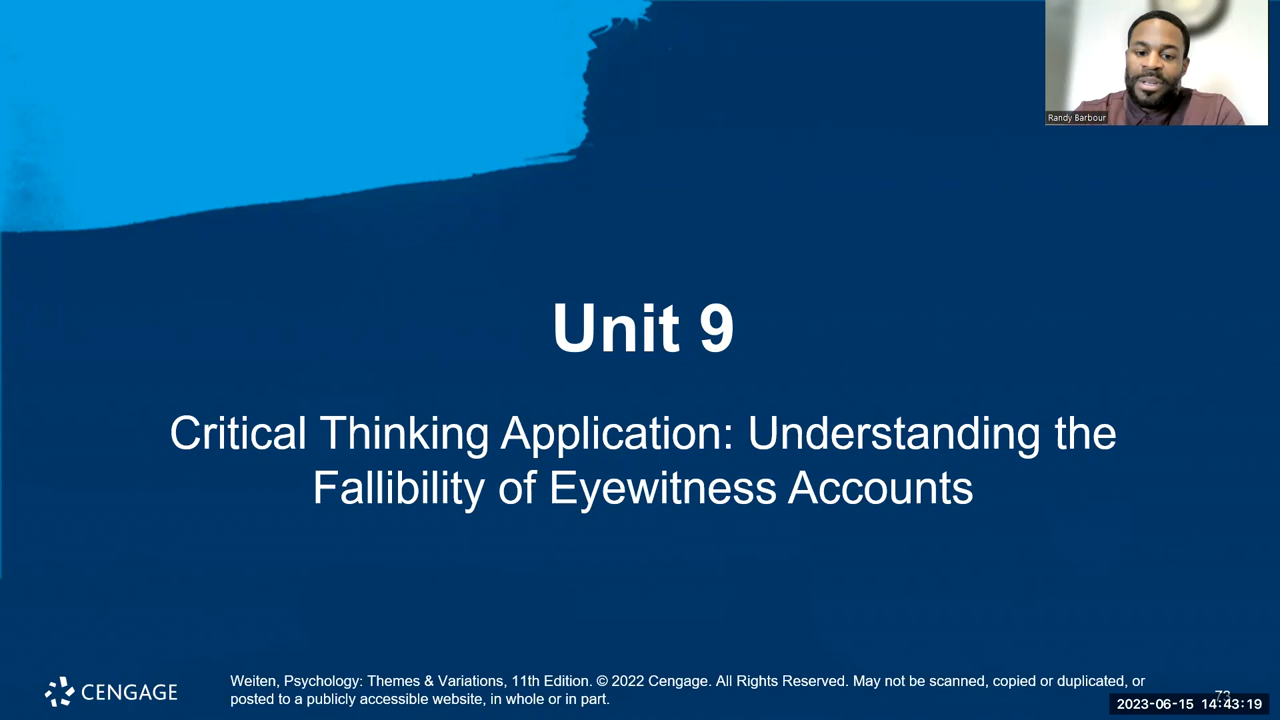 Randy Barbour
Unit 9
Critical Thinking Application: Understanding the
Fallibility of Eyewitness Accounts
CENGAGE
Weiten, Psychology: Themes & Variations, 11th Edition. © 2022 Cengage. All Rights Reserved. May not be scanned, copied or duplicated, or
posted to a publicly accessible website, in whole or in part.
73
2023-06-15 14:43:19